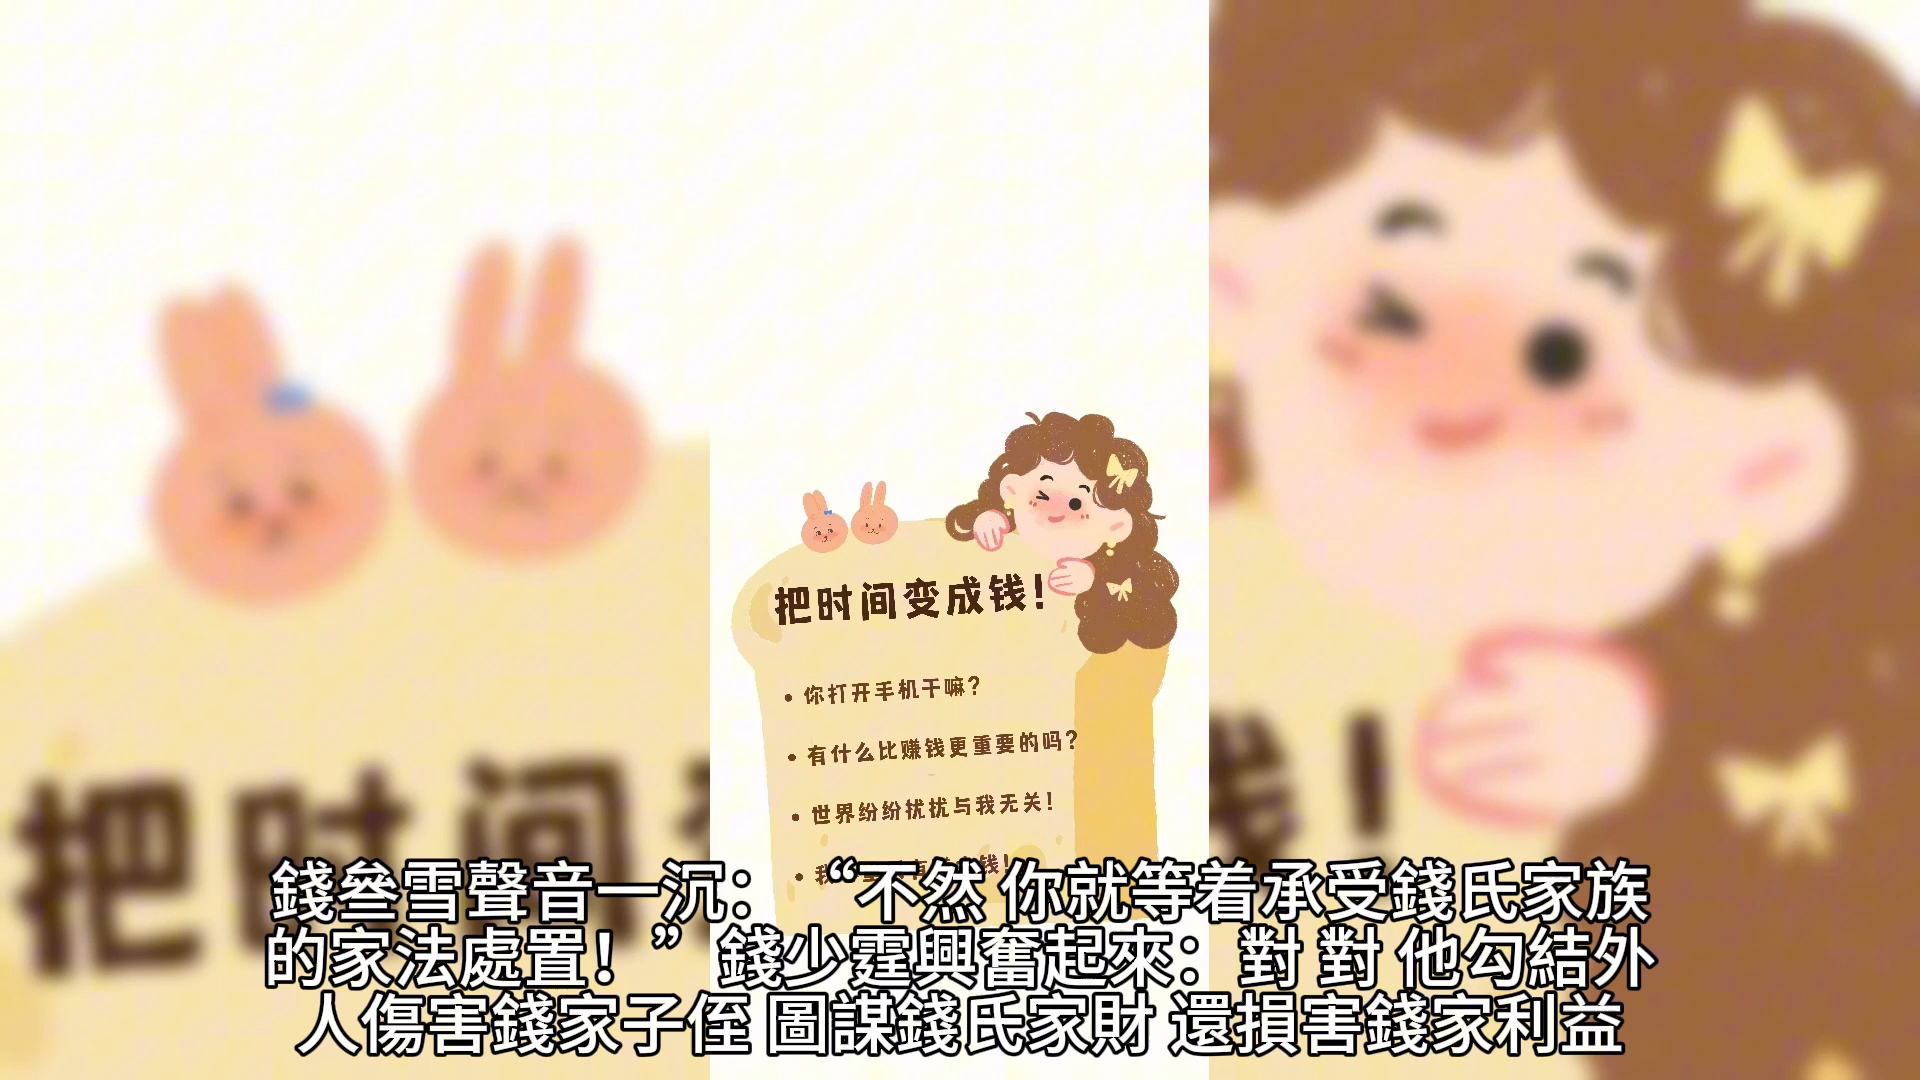 把时间变成钱!
• 你打开手机干嘛?
• 有什么比赚钱更重要的吗?
• 世界纷纷扰扰与我无关!
錢叄雪聲音一沉：“不然 你就等着承受錢氏家族
的家法處置！” 錢少霆興奮起來：對 對 他勾結外
人傷害錢家子侄 圖謀錢氏家財 還損害錢家利益